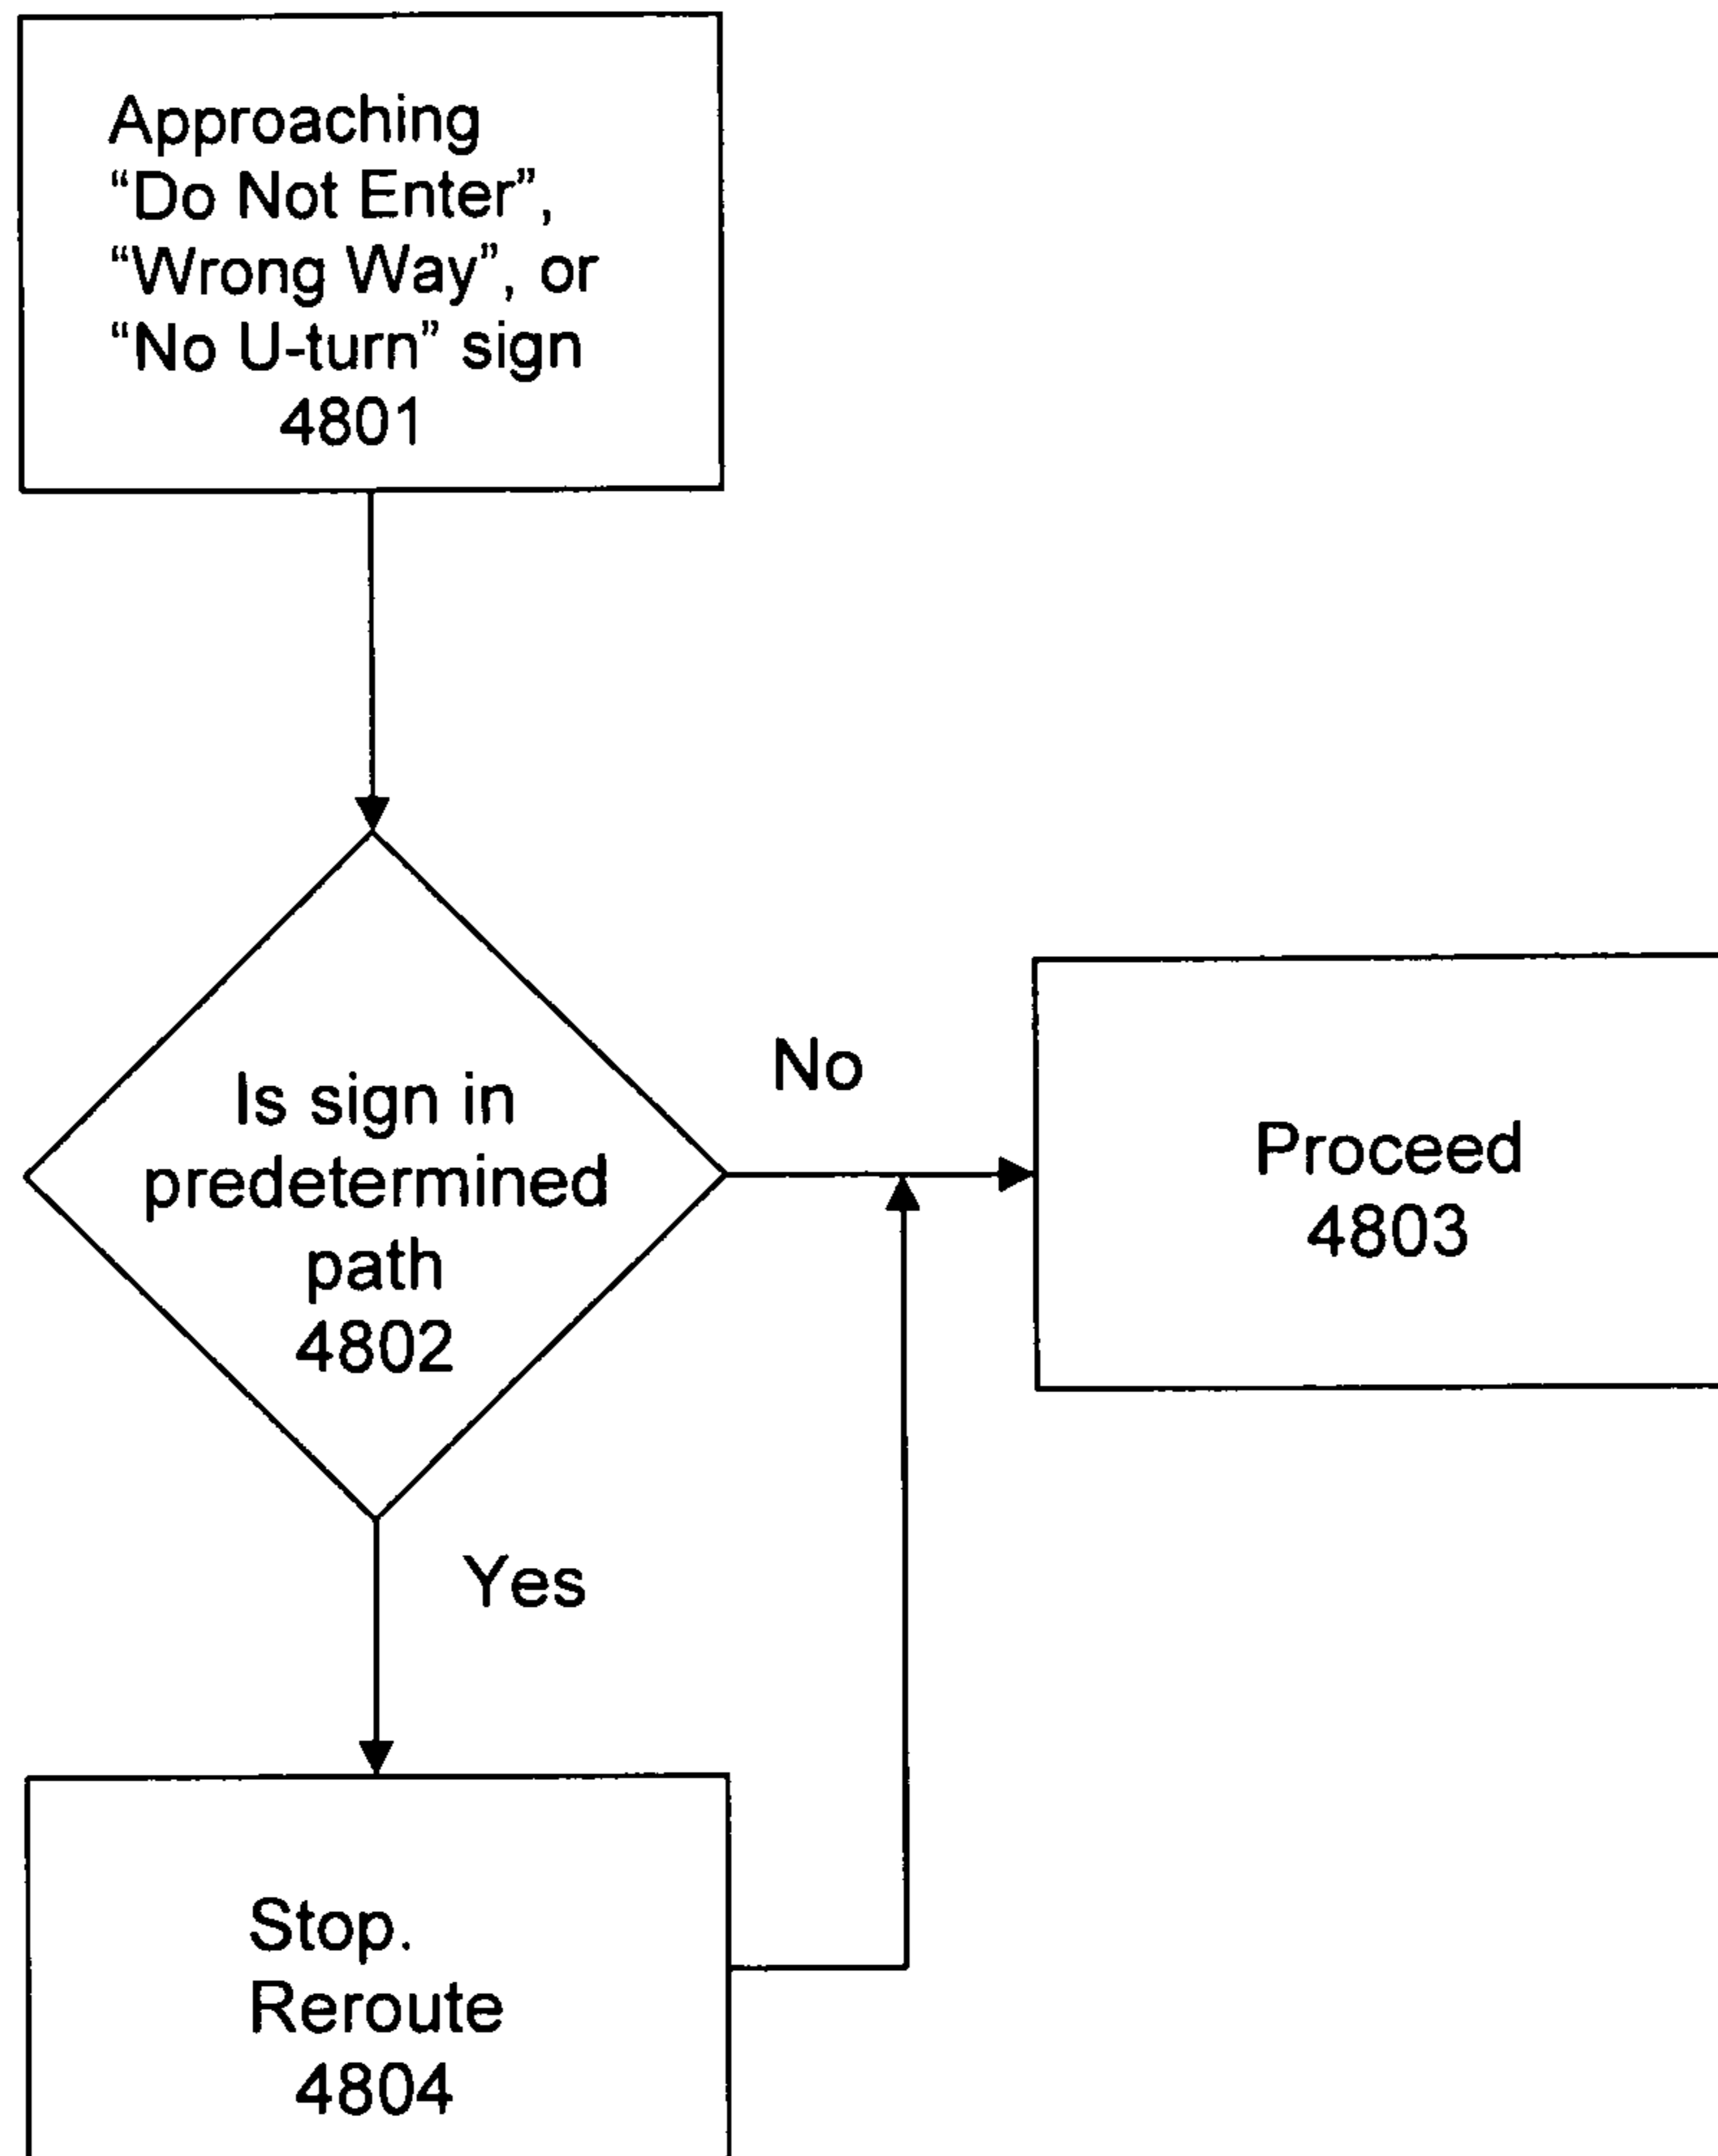 Approaching
“Do Not Enter”,
“Wrong Way”, or
“No U-turn” sign
4801
Is sign in
predetermined
path
4802
No
Proceed
4803
Yes
Stop.
Reroute
4804